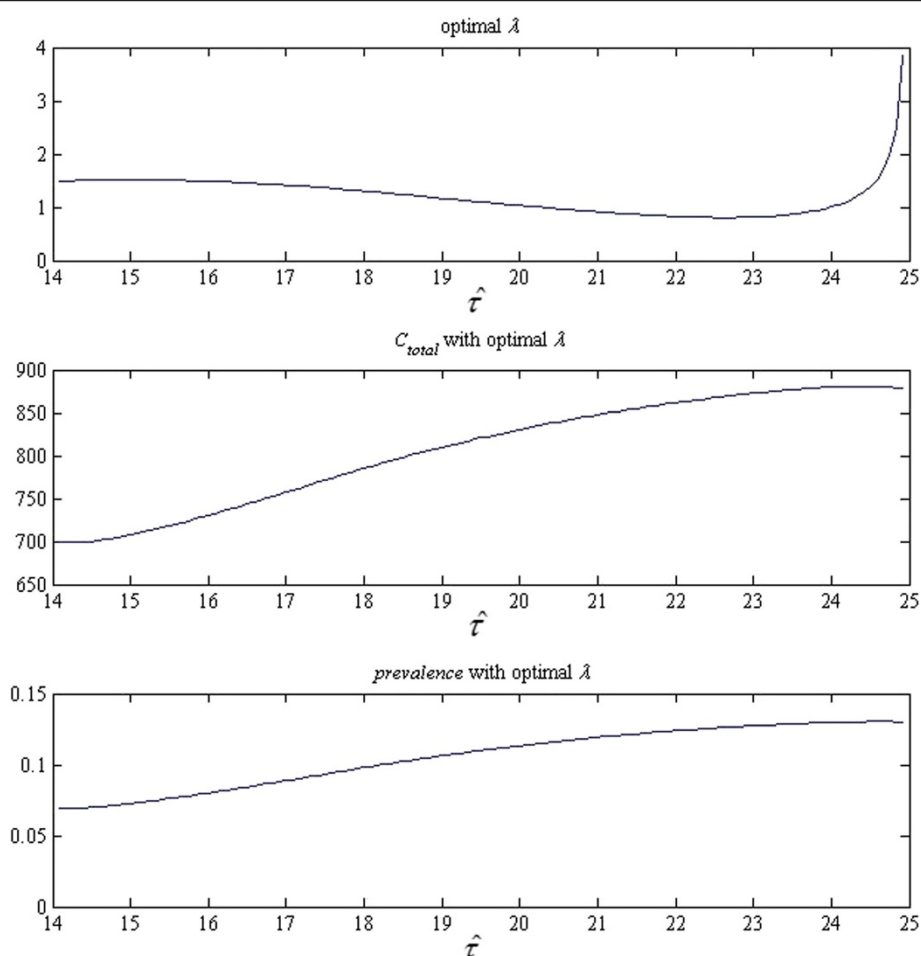 optimal λ
4
3
2
1
0
14 15 16 17 18 19 20 21 22 23 24 25
τ̂
C_total with optimal λ
900
850
800
750
700
650
14 15 16 17 18 19 20 21 22 23 24 25
τ̂
prevalence with optimal λ
0.15
0.1
0.05
0
14 15 16 17 18 19 20 21 22 23 24 25
τ̂